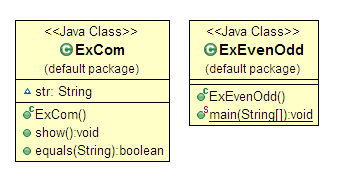 <<Java Class>>
ExCom
(default package)
str: String
ExCom()
show():void
equals(String):boolean
<<Java Class>>
ExEvenOdd
(default package)
ExEvenOdd()
main(String[]):void